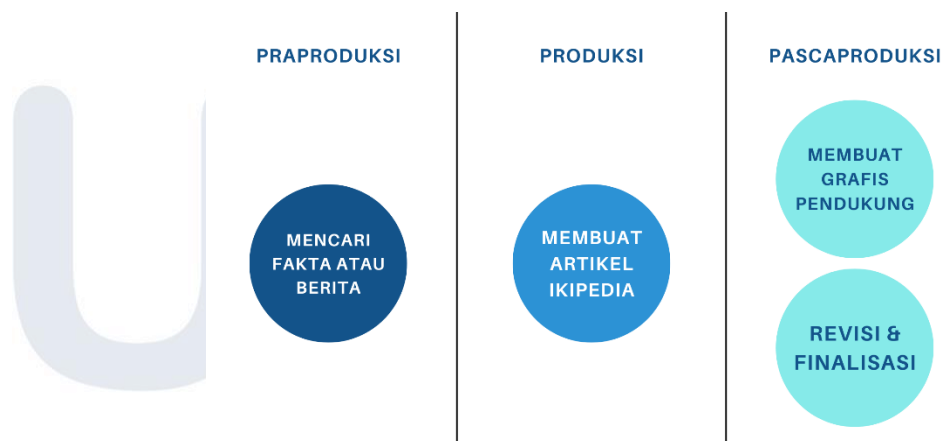 PRAPRODUKSI
MENCARI
FAKTA ATAU
BERITA
PRODUKSI
MEMBUAT
ARTIKEL
IKIPEDIA
PASCAPRODUKSI
MEMBUAT
GRAFIS
PENDUKUNG
REVISI &
FINALISASI